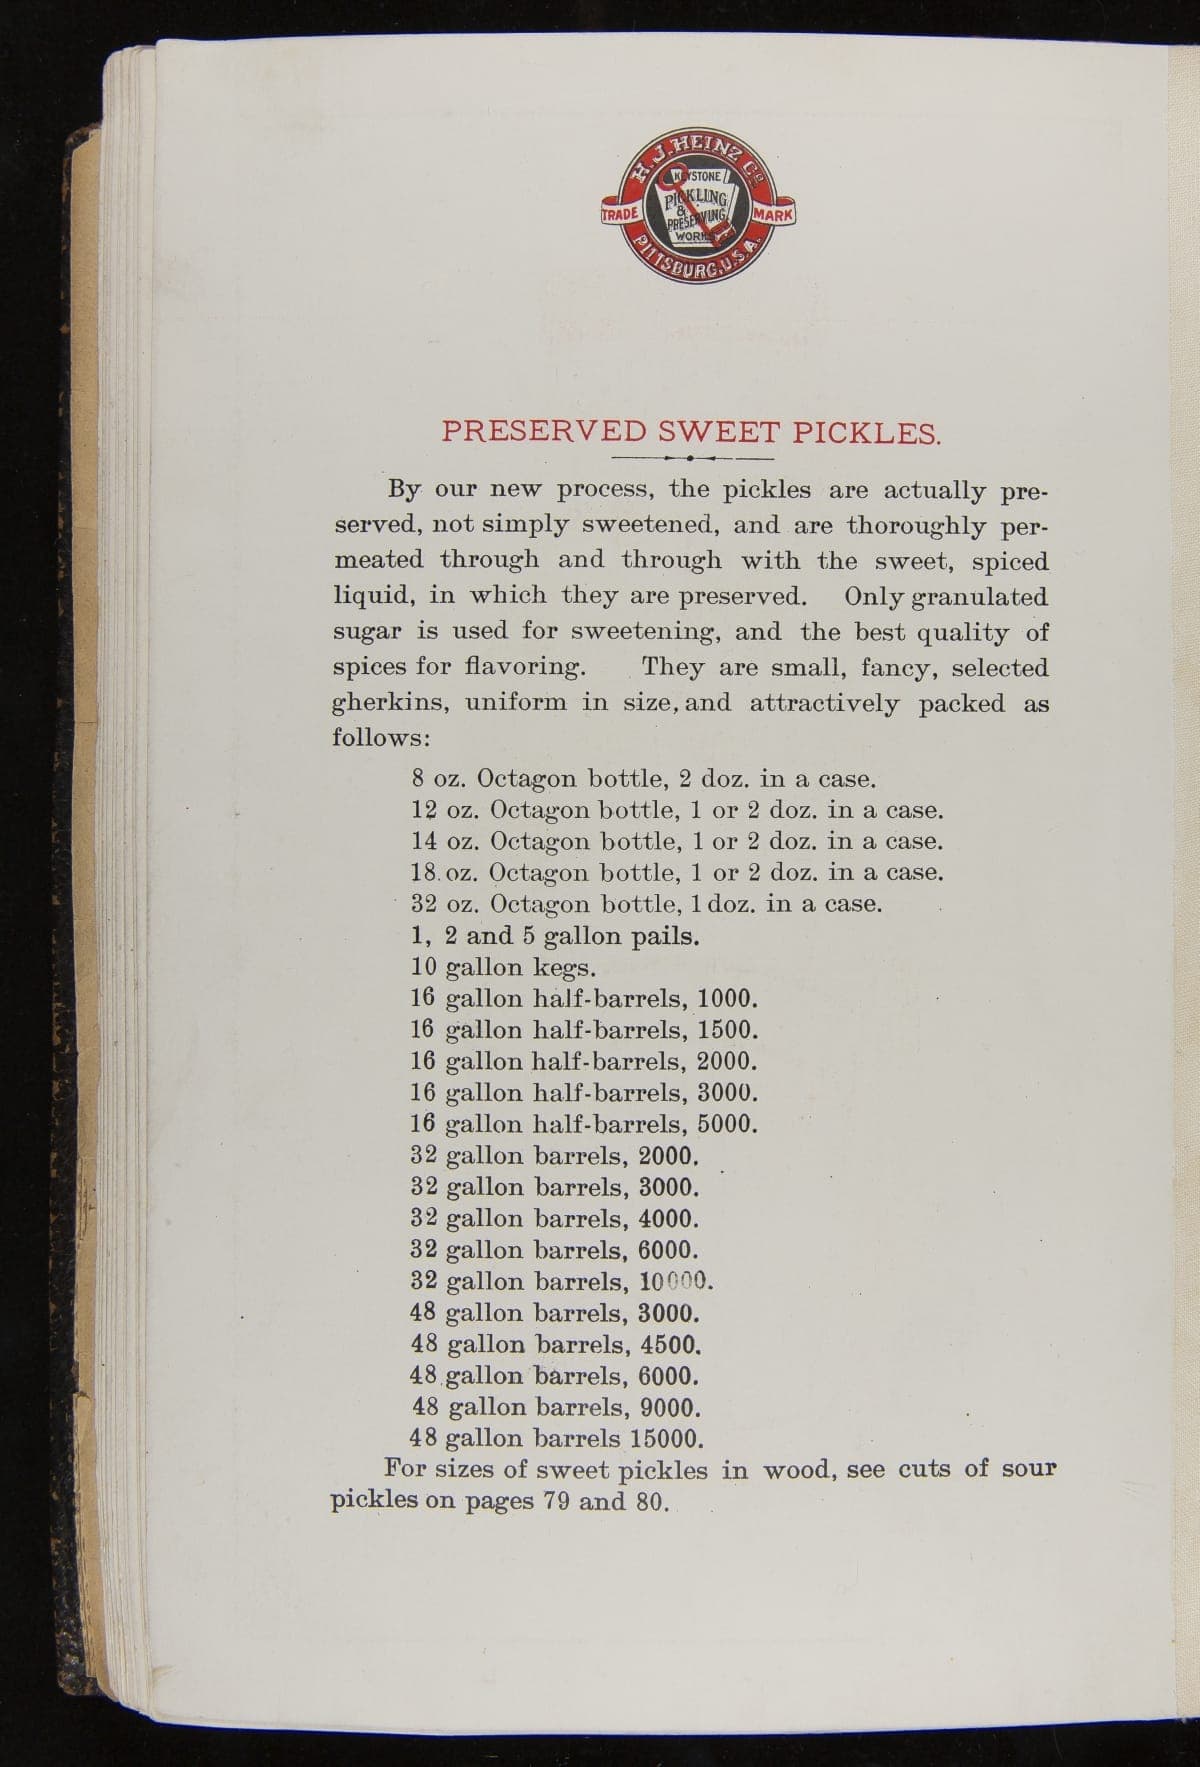 H. J. HEINZ CO.
KEYSTONE
PICKLING
&
PRESERVING
WORKS
TRADE MARK
PITTSBURG, U.S.A.
PRESERVED SWEET PICKLES.
By our new process, the pickles are actually pre-
served, not simply sweetened, and are thoroughly per-
meated through and through with the sweet, spiced
liquid, in which they are preserved. Only granulated
sugar is used for sweetening, and the best quality of
spices for flavoring. They are small, fancy, selected
gherkins, uniform in size, and attractively packed as
follows:
8 oz. Octagon bottle, 2 doz. in a case.
12 oz. Octagon bottle, 1 or 2 doz. in a case.
14 oz. Octagon bottle, 1 or 2 doz. in a case.
18. oz. Octagon bottle, 1 or 2 doz. in a case.
32 oz. Octagon bottle, 1 doz. in a case.
1, 2 and 5 gallon pails.
10 gallon kegs.
16 gallon half-barrels, 1000.
16 gallon half-barrels, 1500.
16 gallon half-barrels, 2000.
16 gallon half-barrels, 3000.
16 gallon half-barrels, 5000.
32 gallon barrels, 2000.
32 gallon barrels, 3000.
32 gallon barrels, 4000.
32 gallon barrels, 6000.
32 gallon barrels, 10000.
48 gallon barrels, 3000.
48 gallon barrels, 4500.
48 gallon barrels, 6000.
48 gallon barrels, 9000.
48 gallon barrels 15000.
For sizes of sweet pickles in wood, see cuts of sour
pickles on pages 79 and 80.